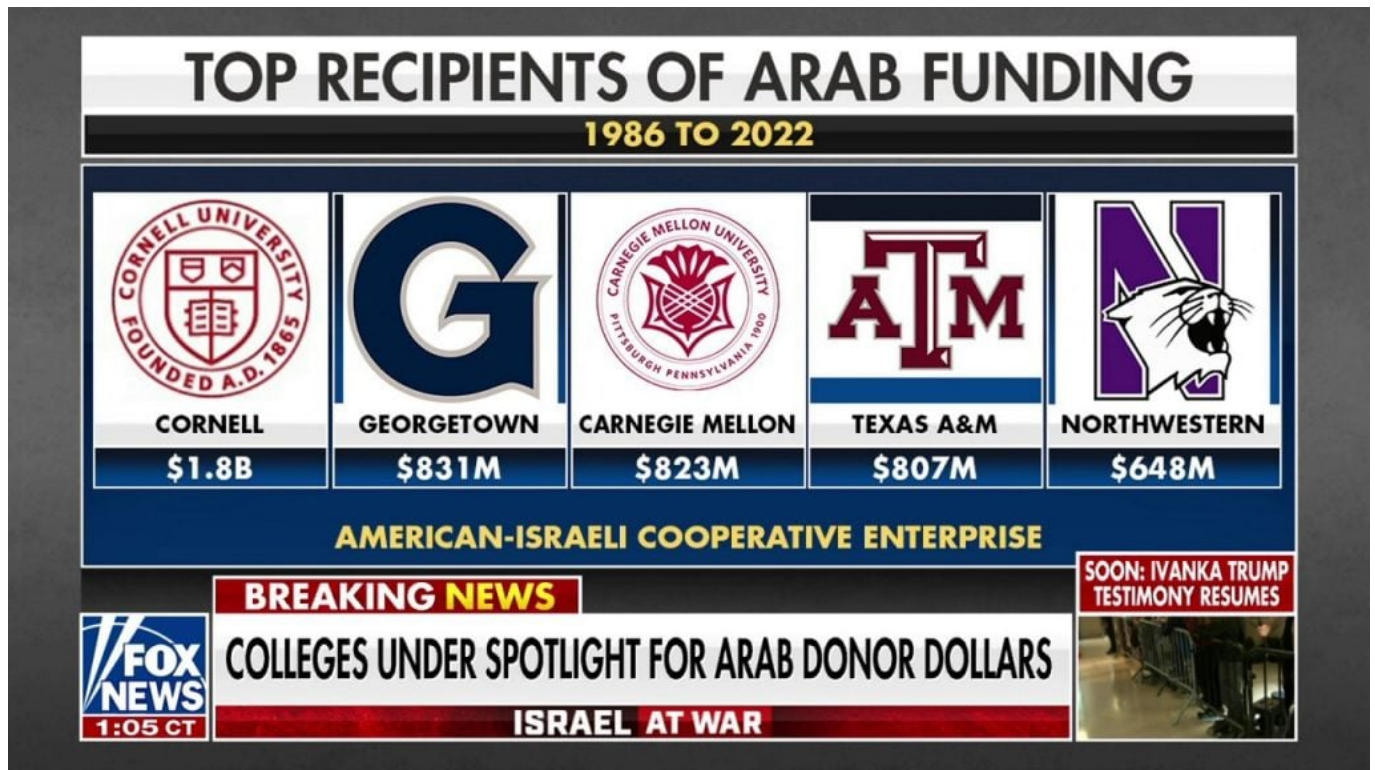 TOP RECIPIENTS OF ARAB FUNDING
1986 TO 2022
CORNELL UNIVERSITY
FOUNDED A.D. 1865
G
CARNEGIE MELLON UNIVERSITY
PITTSBURGH PENNSYLVANIA 1900
ATM
N
CORNELL
GEORGETOWN
CARNEGIE MELLON
TEXAS A&M
NORTHWESTERN
$1.8B
$831M
$823M
$807M
$648M
AMERICAN-ISRAELI COOPERATIVE ENTERPRISE
SOON: IVANKA TRUMP
TESTIMONY RESUMES
BREAKING NEWS
COLLEGES UNDER SPOTLIGHT FOR ARAB DONOR DOLLARS
FOX
NEWS
1:05 CT
ISRAEL AT WAR